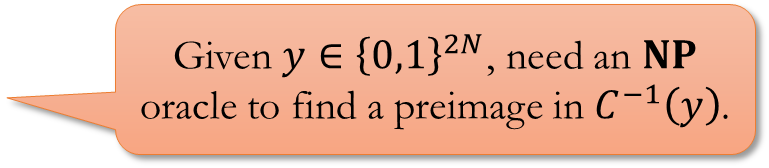 Given y ∈ {0,1}²ᴺ, need an NP
oracle to find a preimage in C⁻¹(y).